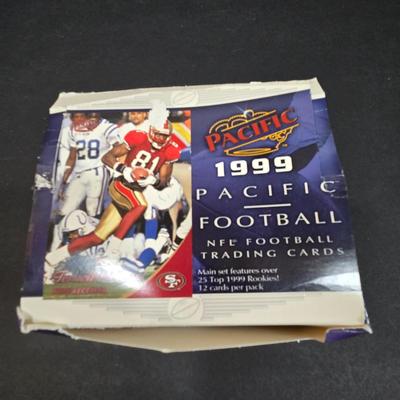 PACIFIC
1999
PACIFIC
FOOTBALL
NFL FOOTBALL
TRADING CARDS
Main set features over
25 Top 1999 Rookies!
12 cards per pack
28
81
SF